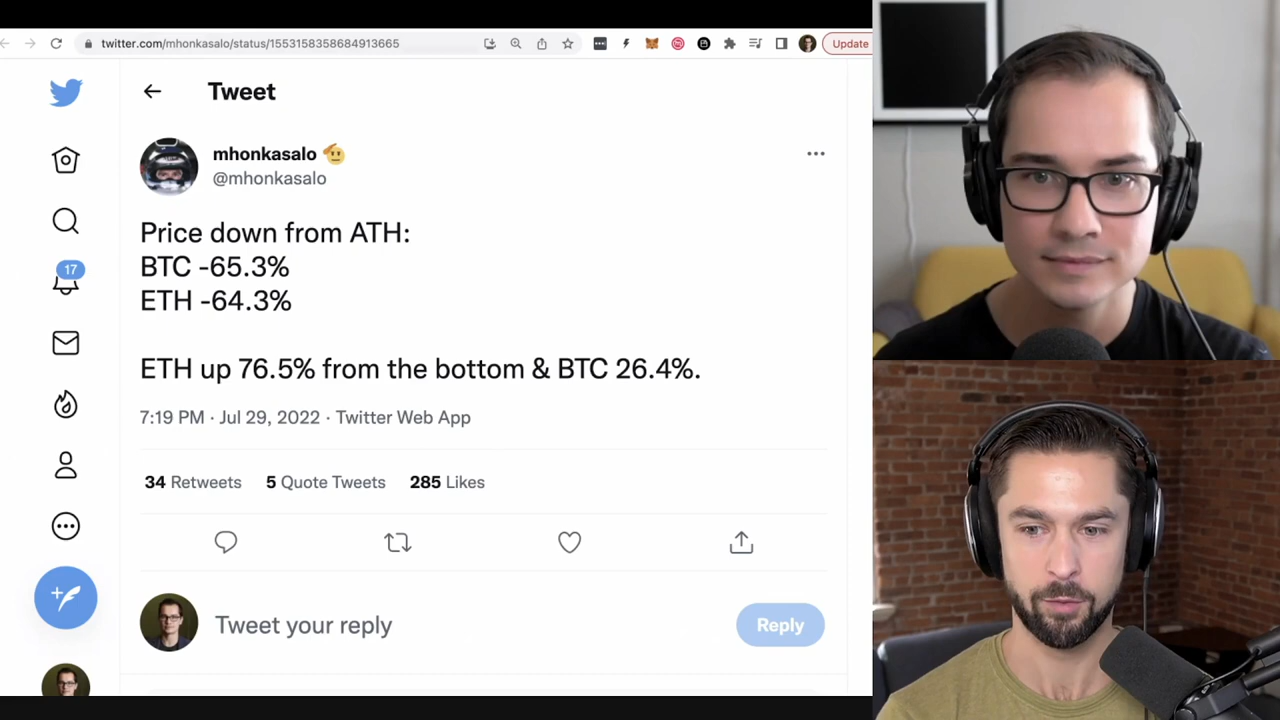 twitter.com/mhonkasalo/status/1553158358684913665
Update
Tweet
mhonkasalo
@mhonkasalo
Price down from ATH:
BTC -65.3%
ETH -64.3%
ETH up 76.5% from the bottom & BTC 26.4%.
7:19 PM · Jul 29, 2022 · Twitter Web App
34 Retweets 5 Quote Tweets 285 Likes
17
Tweet your reply
Reply